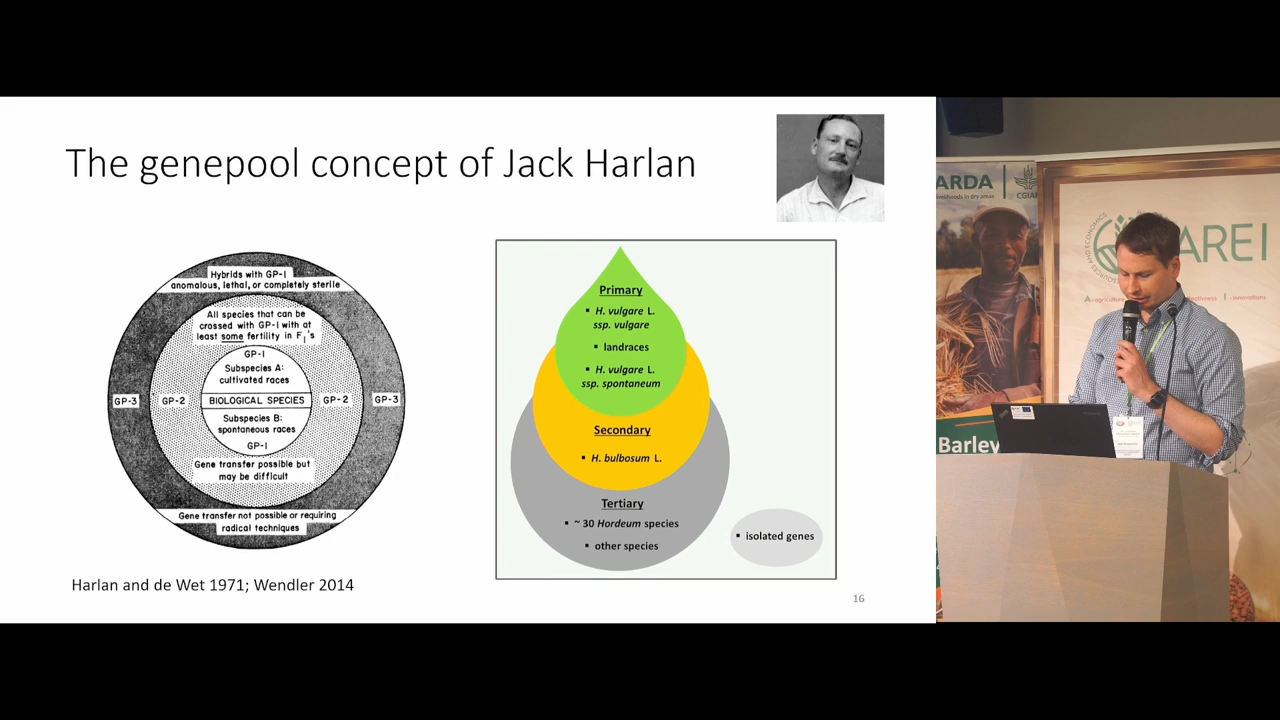 The genepool concept of Jack Harlan
Hybrids with GP-1
anomalous, lethal, or completely sterile
All species that can be
crossed with GP-1 with at
least some fertility in F₁'s
GP-1
Subspecies A:
cultivated races
GP-3
GP-2
BIOLOGICAL SPECIES
GP-2
GP-3
Subspecies B:
spontaneous races
GP-1
Gene transfer possible but
may be difficult
Gene transfer not possible or requiring
radical techniques
Harlan and de Wet 1971; Wendler 2014
Primary
▪ H. vulgare L.
ssp. vulgare
▪ landraces
▪ H. vulgare L.
ssp. spontaneum
Secondary
▪ H. bulbosum L.
Tertiary
▪ ~ 30 Hordeum species
▪ other species
▪ isolated genes
16
ARDA
CGIAR
Barley
AREI